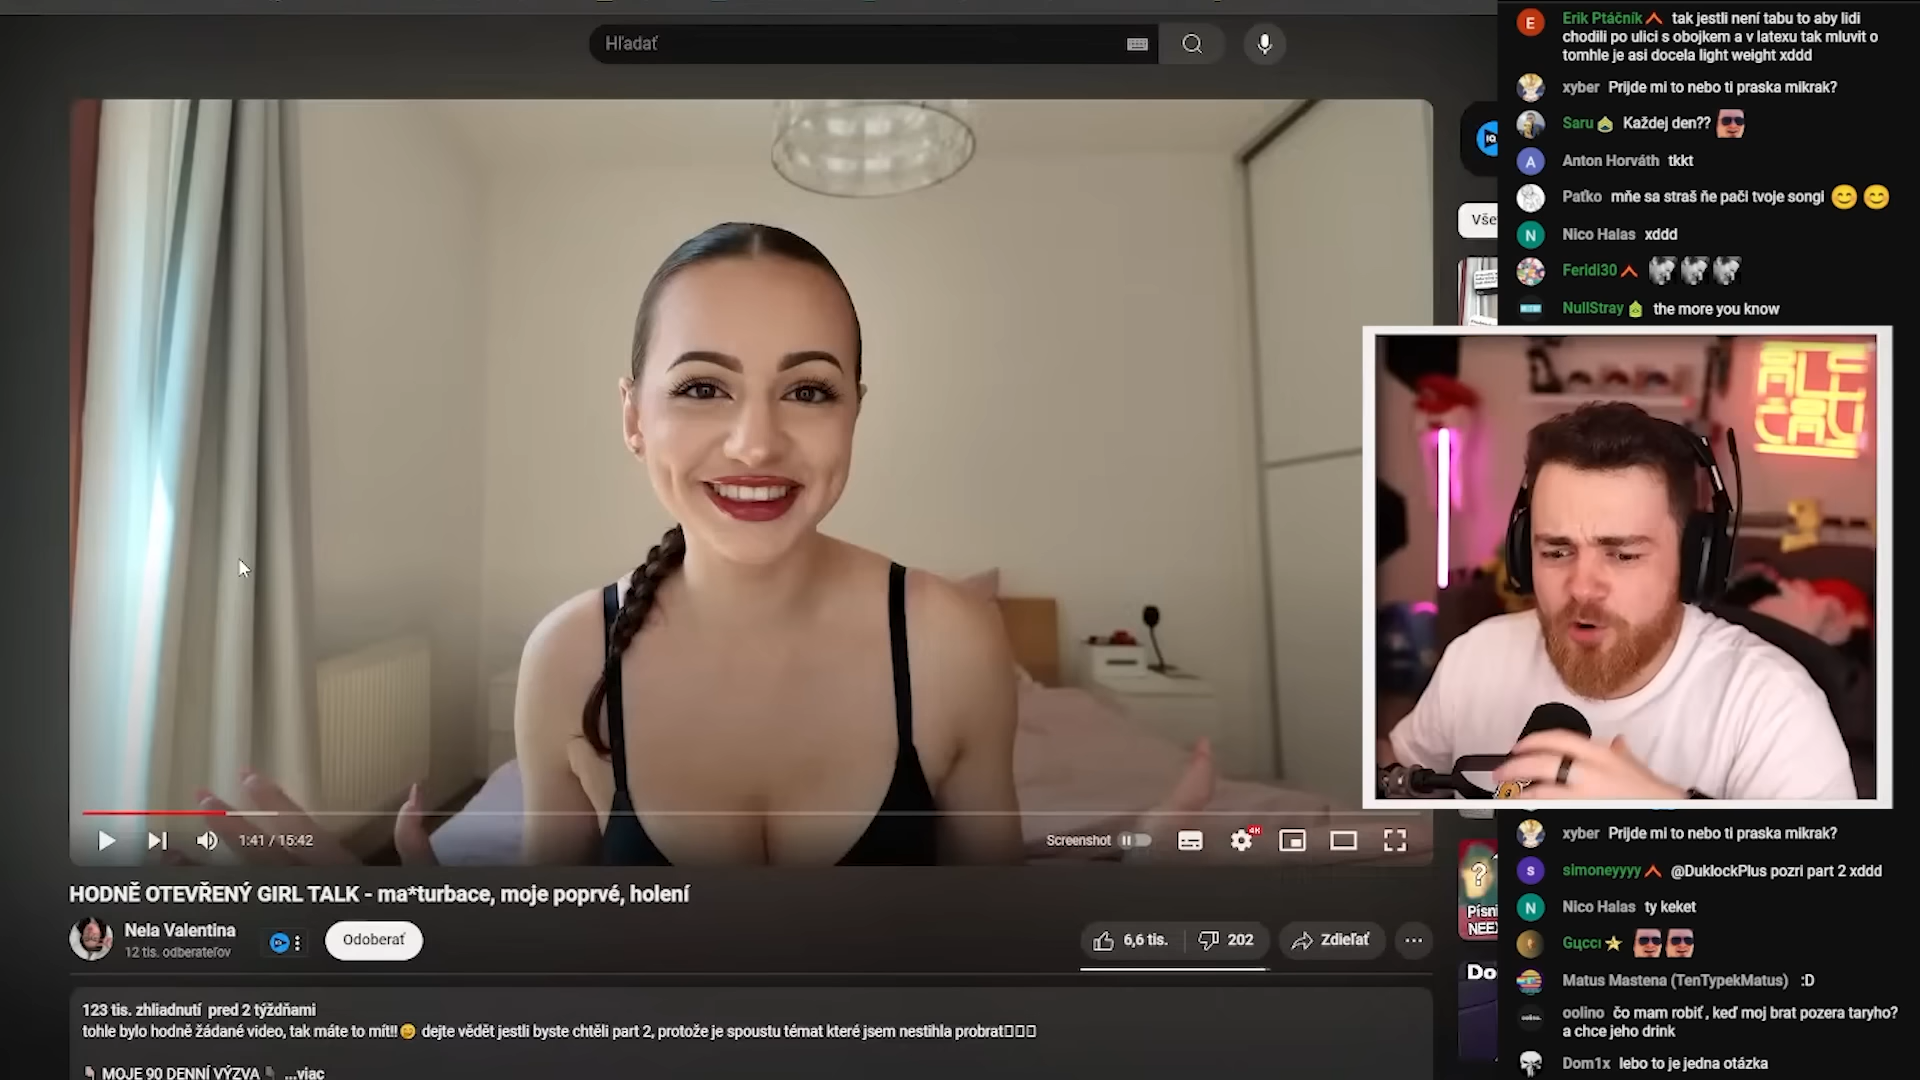 Hľadať
Vše
1:41 / 15:42
Screenshot
HODNĚ OTEVŘENÝ GIRL TALK - ma*turbace, moje poprvé, holení
Nela Valentina
12 tis. odberateľov
Odoberať
6,6 tis.
202
Zdieľať
123 tis. zhliadnutí pred 2 týždňami
tohle bylo hodně žádané video, tak máte to mít!!😄 dejte vědět jestli byste chtěli part 2, protože je spoustu témat které jsem nestihla probrat
MOJE 90 DENNÍ VÝZVA ...viac
Písni
NEE
Do
Erik Ptáčník tak jestli není tabu to aby lidi
chodili po ulici s obojkem a v latexu tak mluvit o
tomhle je asi docela light weight xddd
xyber Prijde mi to nebo ti praska mikrak?
Saru Každej den??
Anton Horváth tkkt
Paťko mňe sa straš ňe pači tvoje songi 😊 😊
Nico Halas xddd
Feridi30
NullStray the more you know
xyber Prijde mi to nebo ti praska mikrak?
simoneyyyy @DuklockPlus pozri part 2 xddd
Nico Halas ty keket
Gцccı
Matus Mastena (TenTypekMatus) :D
oolino čo mam robiť , keď moj brat pozera taryho?
a chce jeho drink
Dom1x lebo to je jedna otázka